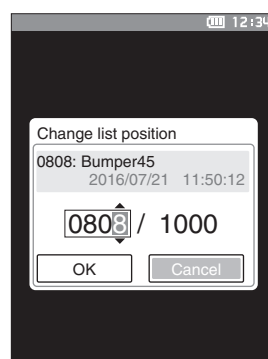 12:34
Change list position
0808: Bumper45
2016/07/21 11:50:12
0808 / 1000
OK Cancel